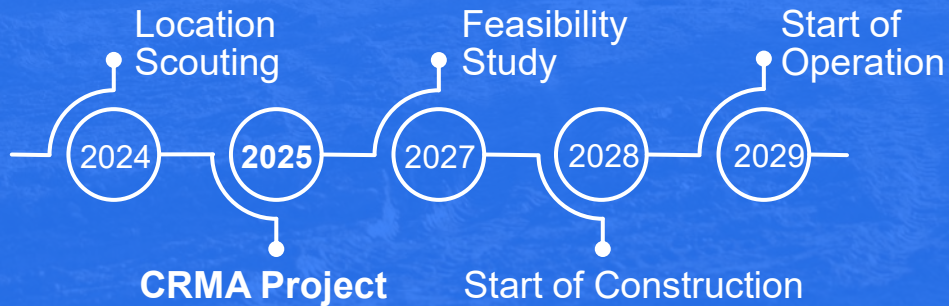 Location
Scouting
Feasibility
Study
Start of
Operation
2024
2025
2027
2028
2029
CRMA Project
Start of Construction